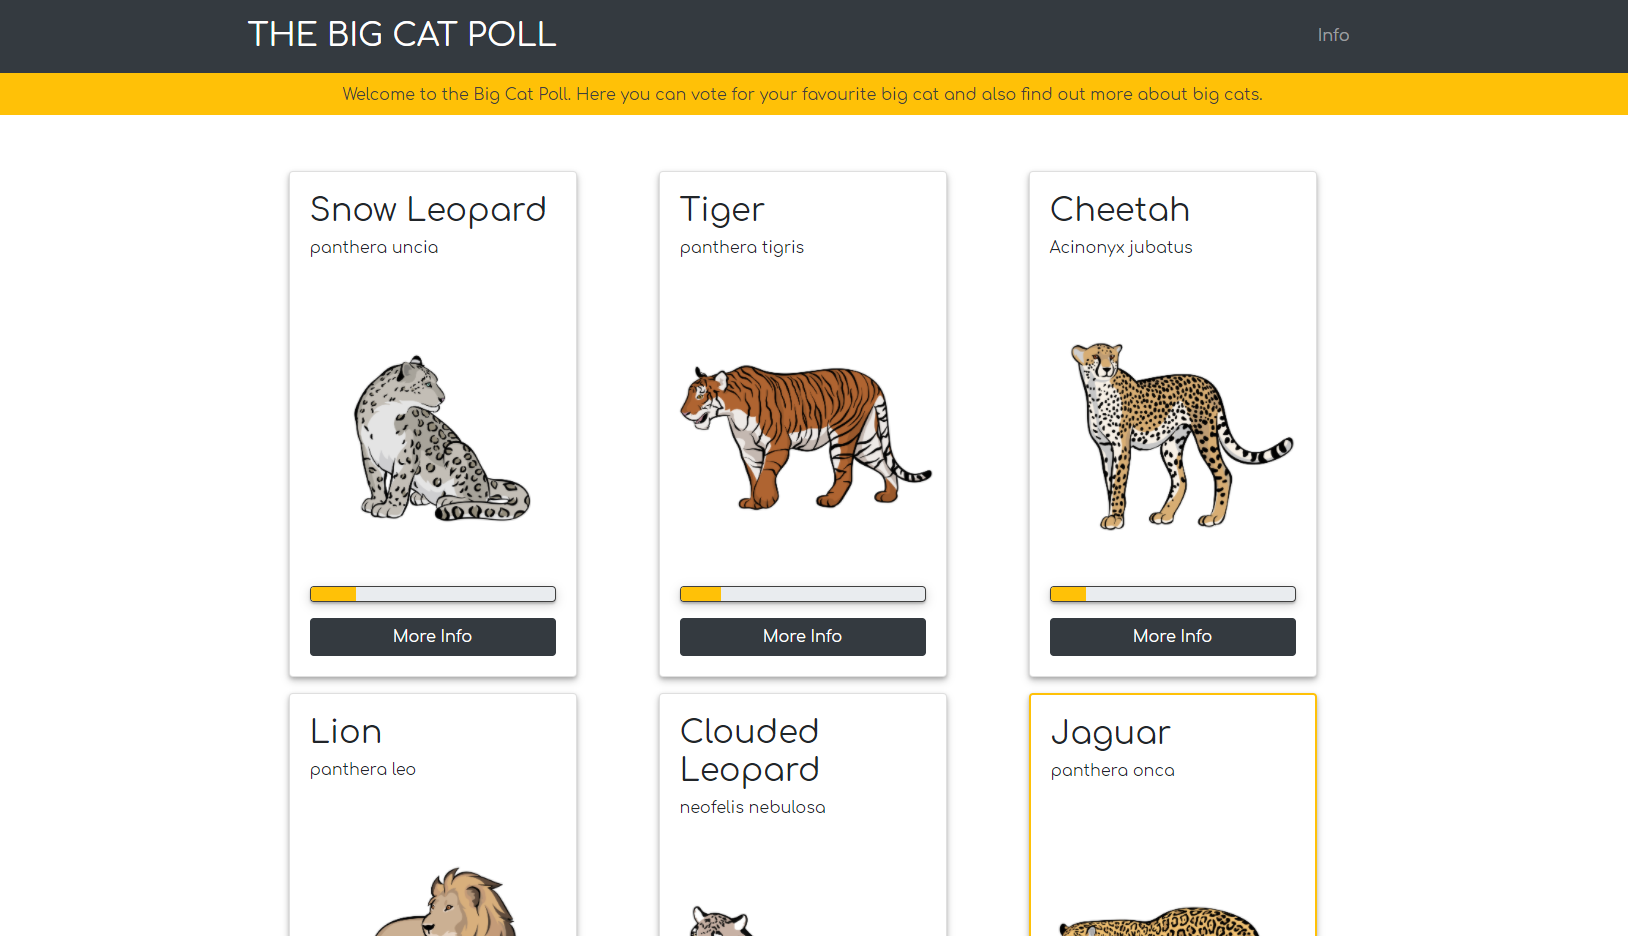 THE BIG CAT POLL
Info
Welcome to the Big Cat Poll. Here you can vote for your favourite big cat and also find out more about big cats.
Snow Leopard
panthera uncia
More Info
Tiger
panthera tigris
More Info
Cheetah
Acinonyx jubatus
More Info
Lion
panthera leo
Clouded
Leopard
neofelis nebulosa
Jaguar
panthera onca